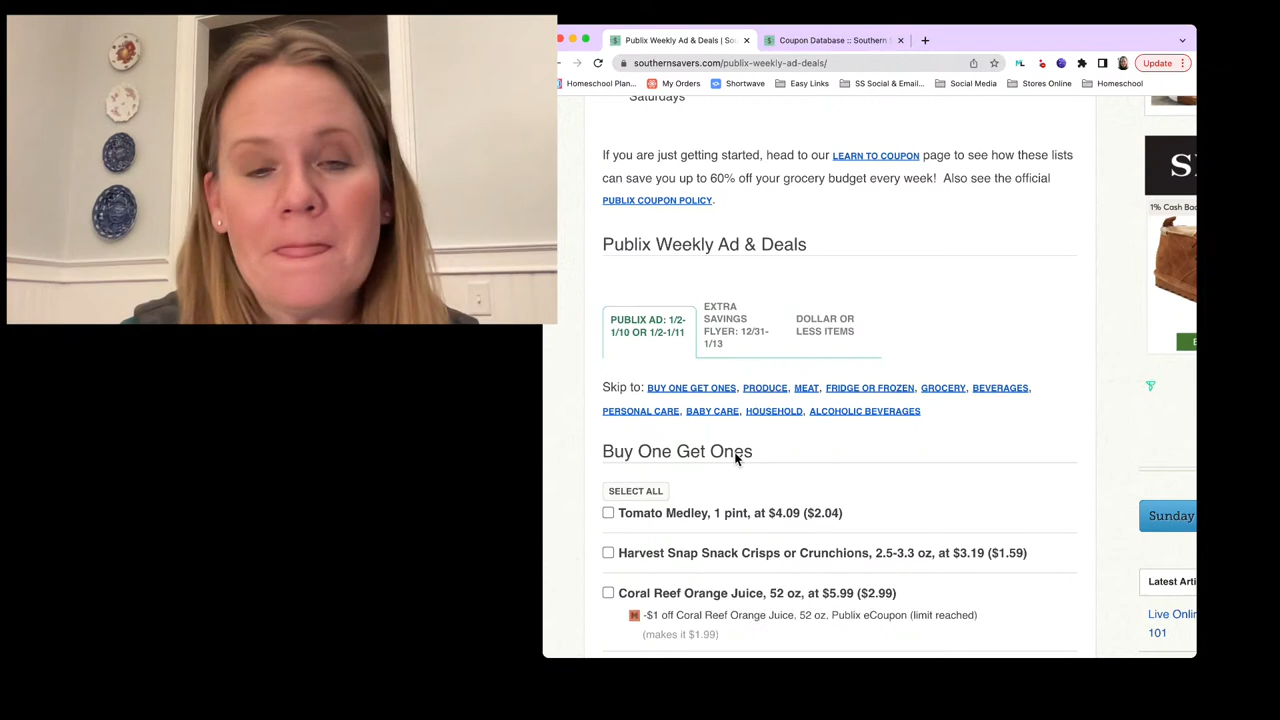 Publix Weekly Ad & Deals | So
Coupon Database :: Southern S
southernsavers.com/publix-weekly-ad-deals/
Update
Homeschool Plan...
My Orders
Shortwave
Easy Links
SS Social & Email...
Social Media
Stores Online
Homeschool
Saturdays
If you are just getting started, head to our LEARN TO COUPON page to see how these lists
can save you up to 60% off your grocery budget every week! Also see the official
PUBLIX COUPON POLICY.
Publix Weekly Ad & Deals
PUBLIX AD: 1/2-
1/10 OR 1/2-1/11
EXTRA
SAVINGS
FLYER: 12/31-
1/13
DOLLAR OR
LESS ITEMS
Skip to: BUY ONE GET ONES, PRODUCE, MEAT, FRIDGE OR FROZEN, GROCERY, BEVERAGES,
PERSONAL CARE, BABY CARE, HOUSEHOLD, ALCOHOLIC BEVERAGES
Buy One Get Ones
SELECT ALL
Tomato Medley, 1 pint, at $4.09 ($2.04)
Harvest Snap Snack Crisps or Crunchions, 2.5-3.3 oz, at $3.19 ($1.59)
Coral Reef Orange Juice, 52 oz, at $5.99 ($2.99)
-$1 off Coral Reef Orange Juice, 52 oz, Publix eCoupon (limit reached)
(makes it $1.99)
S
1% Cash Bac
Sunday
Latest Arti
Live Onlin
101